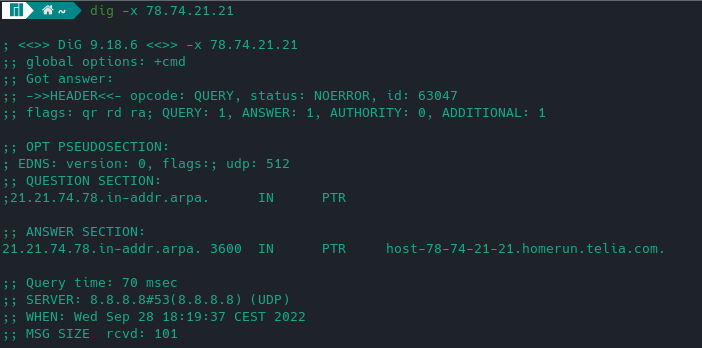 ~ dig -x 78.74.21.21
; <<>> DiG 9.18.6 <<>> -x 78.74.21.21
;; global options: +cmd
;; Got answer:
;; ->>HEADER<<- opcode: QUERY, status: NOERROR, id: 63047
;; flags: qr rd ra; QUERY: 1, ANSWER: 1, AUTHORITY: 0, ADDITIONAL: 1
;; OPT PSEUDOSECTION:
; EDNS: version: 0, flags:; udp: 512
;; QUESTION SECTION:
;21.21.74.78.in-addr.arpa.      IN      PTR
;; ANSWER SECTION:
21.21.74.78.in-addr.arpa. 3600  IN      PTR     host-78-74-21-21.homerun.telia.com.
;; Query time: 70 msec
;; SERVER: 8.8.8.8#53(8.8.8.8) (UDP)
;; WHEN: Wed Sep 28 18:19:37 CEST 2022
;; MSG SIZE  rcvd: 101